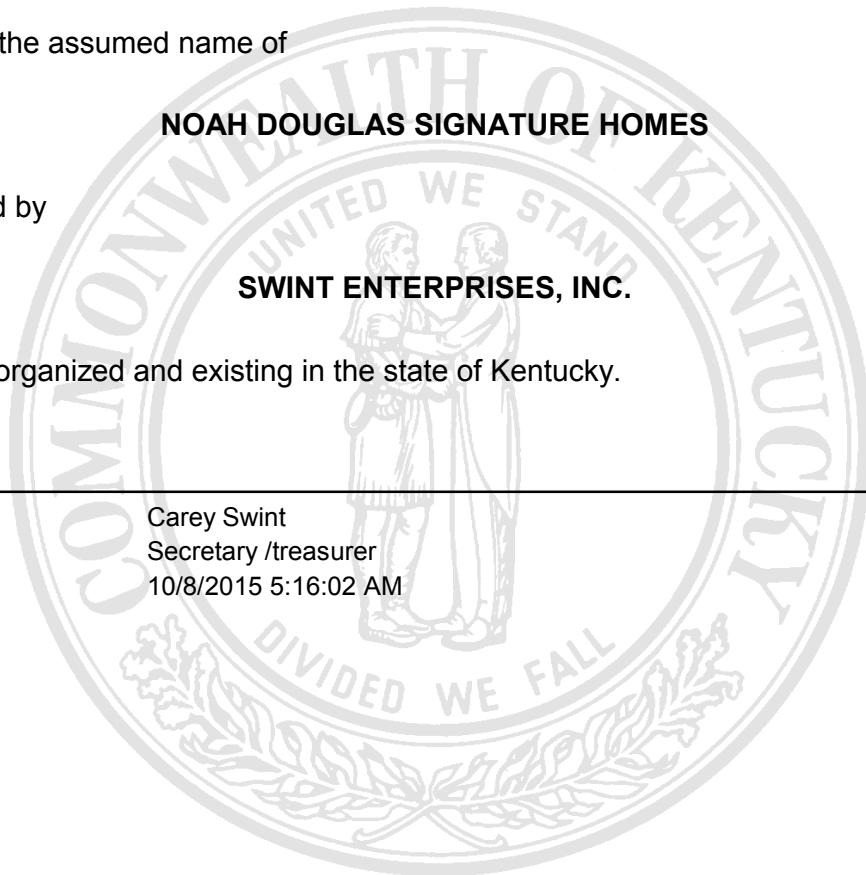 the assumed name of
NOAH DOUGLAS SIGNATURE HOMES
d by
SWINT ENTERPRISES, INC.
organized and existing in the state of Kentucky.
Carey Swint
Secretary /treasurer
10/8/2015 5:16:02 AM
COMMONWEALTH OF KENTUCKY
UNITED WE STAND
DIVIDED WE FALL